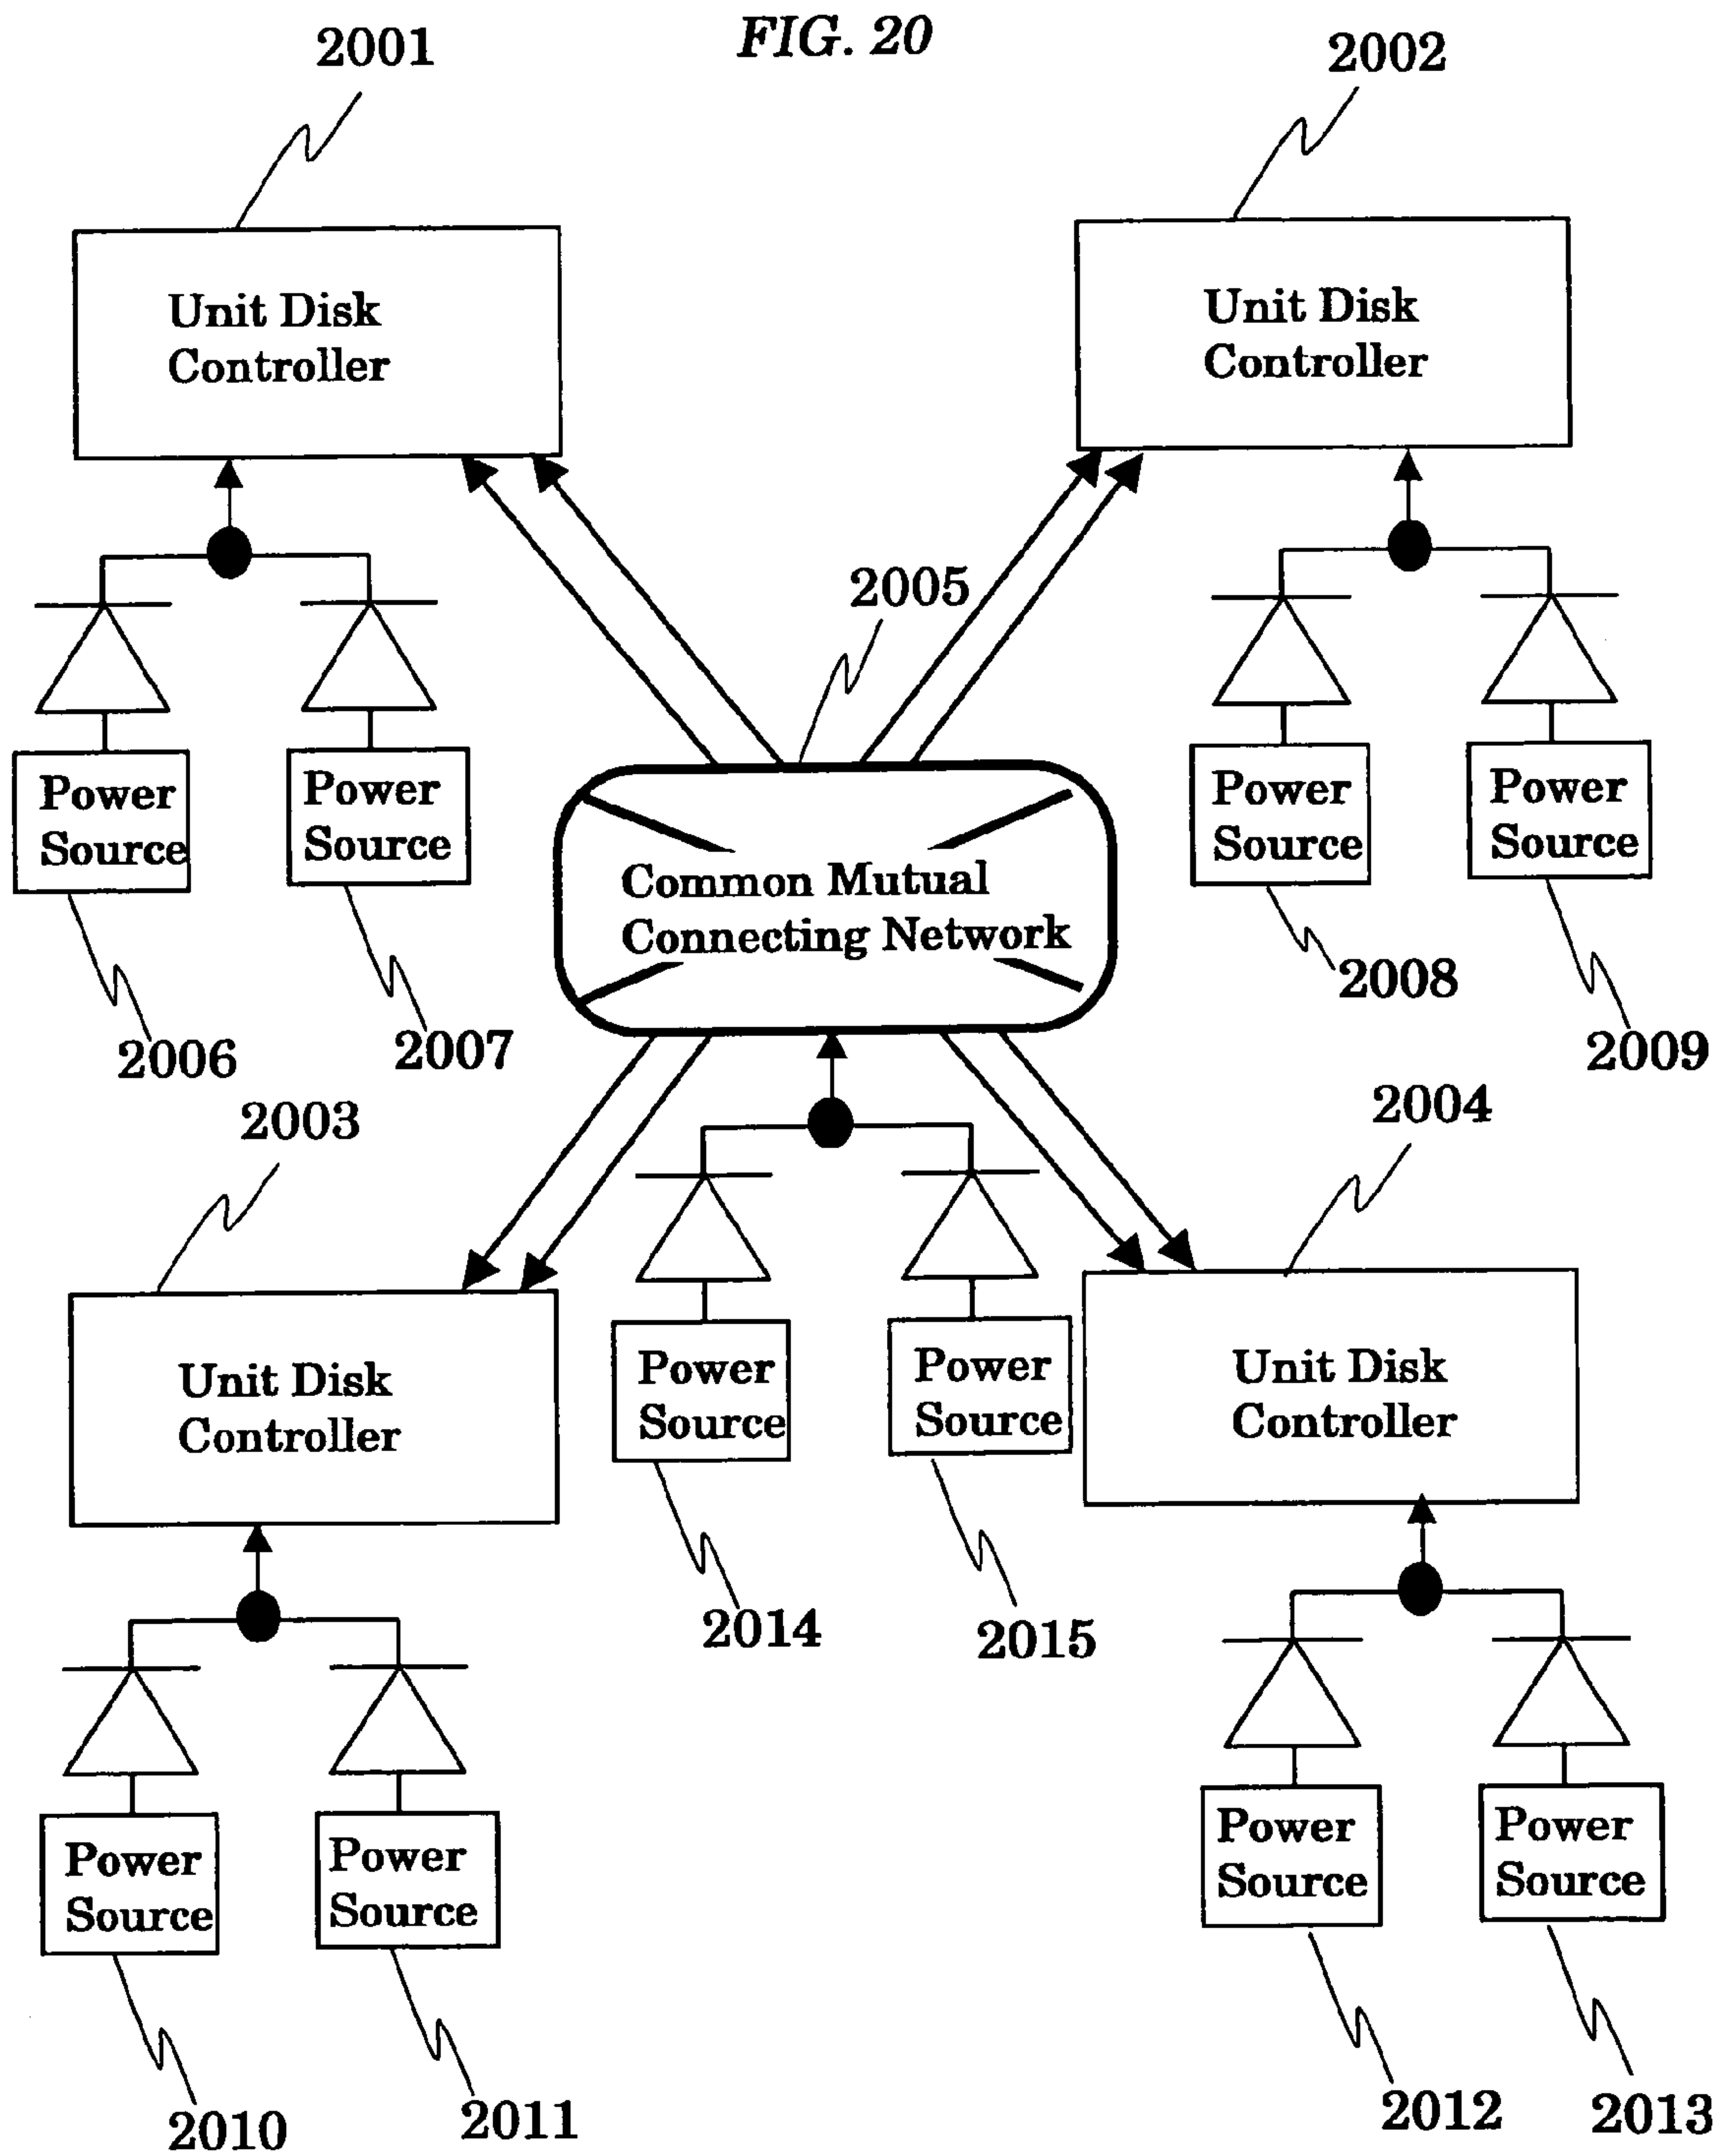 FIG. 20
2001
2002
Unit Disk
Controller
Unit Disk
Controller
2005
Power
Source
Power
Source
Power
Source
Power
Source
Common Mutual
Connecting Network
2006
2007
2008
2009
2003
2004
Unit Disk
Controller
Power
Source
Power
Source
Unit Disk
Controller
2014
2015
Power
Source
Power
Source
Power
Source
Power
Source
2010
2011
2012
2013